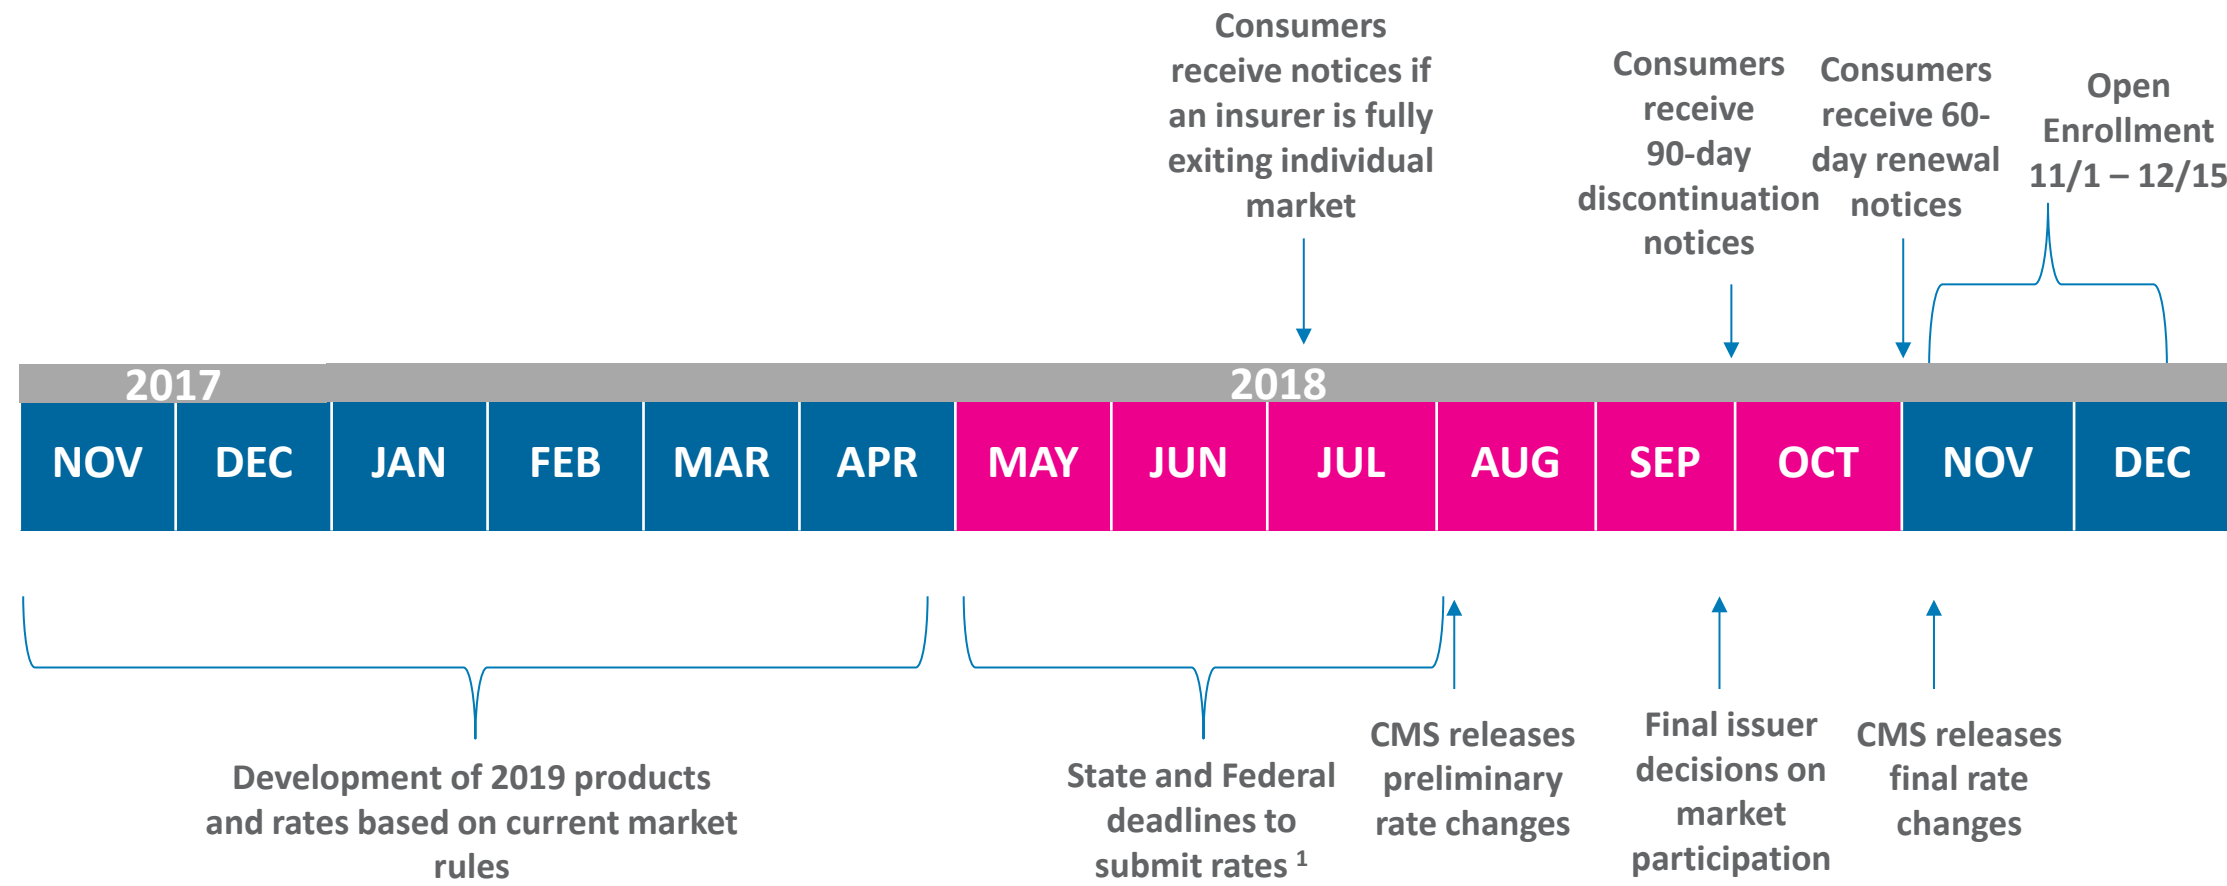 Consumers
receive notices if
an insurer is fully
exiting individual
market
Consumers
receive
90-day
discontinuation
notices
Consumers
receive 60-
day renewal
notices
Open
Enrollment
11/1 – 12/15
2017
2018
NOV
DEC
JAN
FEB
MAR
APR
MAY
JUN
JUL
AUG
SEP
OCT
NOV
DEC
Development of 2019 products
and rates based on current market
rules
State and Federal
deadlines to
submit rates 1
CMS releases
preliminary
rate changes
Final issuer
decisions on
market
participation
CMS releases
final rate
changes